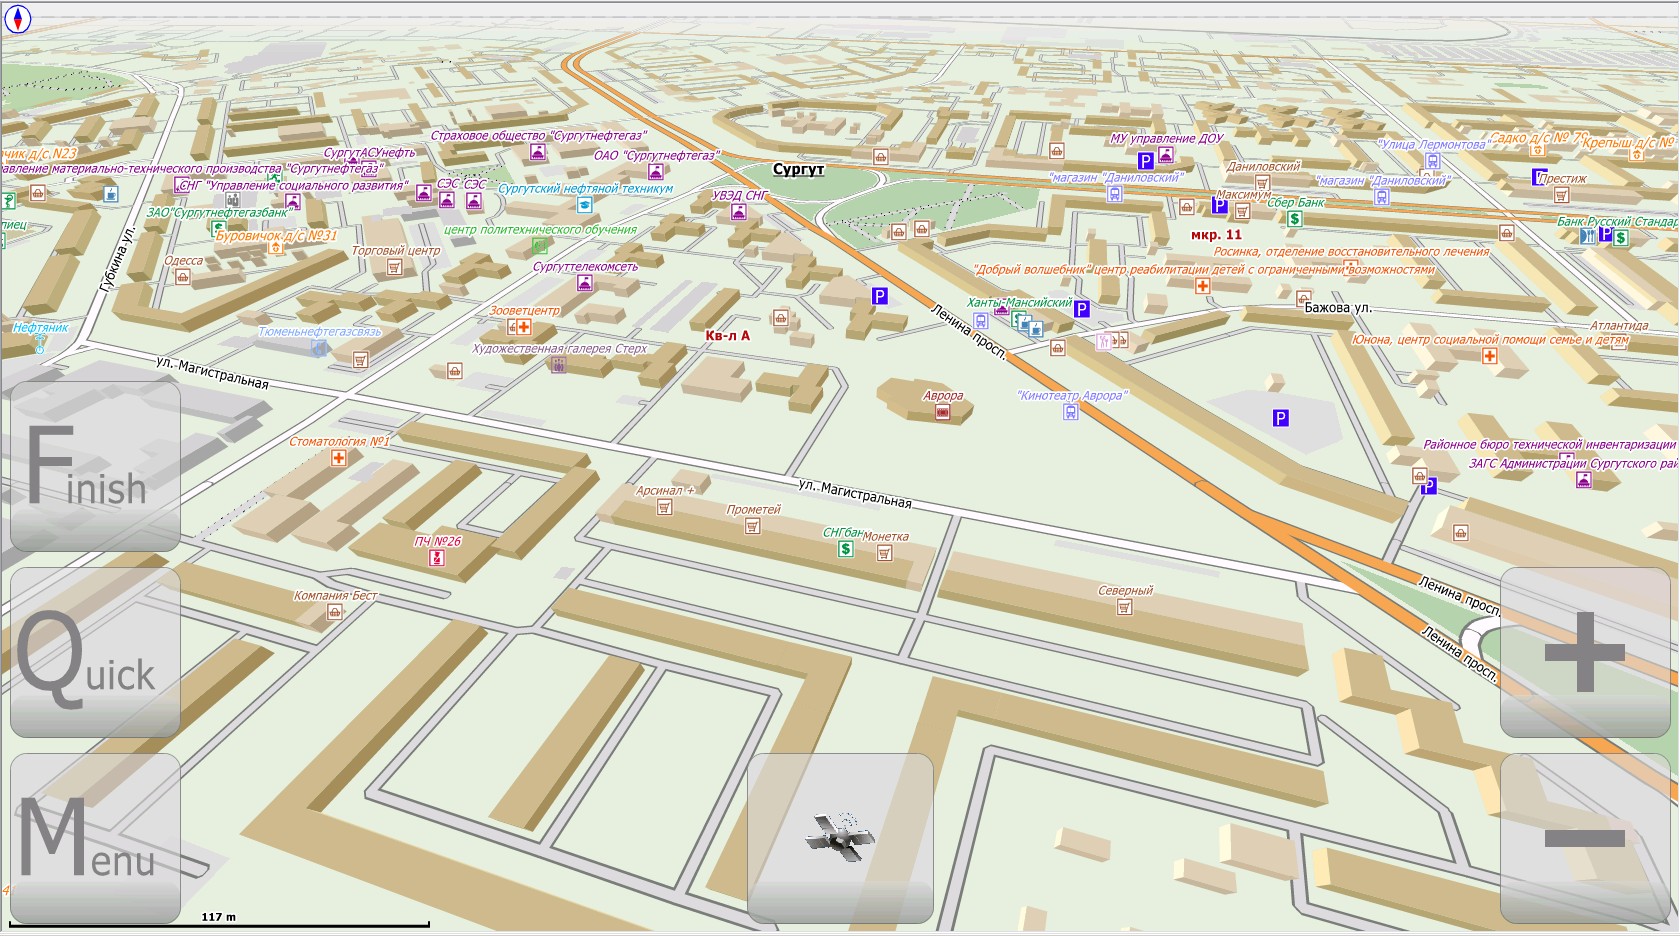 Страховое общество "Сургутнефтегаз"
МУ управление ДОУ
Садко д/с № 79
Крепыш д/с №
"Улица Лермонтова"
чик д/с N23
СургутАСУнефть
ОАО "Сургутнефтегаз"
авление материально-технического производства "Сургутнефтегаз"
Сургут
Даниловский
"магазин "Даниловский"
"магазин "Даниловский"
Престиж
СНГ "Управление социального развития"
СЭС
СЭС
Сургутский нефтяной техникум
УВЭД СНГ
Максимум
Сбер Банк
ЗАО"Сургутнефтегазбанк"
Банк Русский Стандар
пиец
Буровичок д/с №31
центр политехнического обучения
мкр. 11
Губкина ул.
Торговый центр
Одесса
Сургуттелекомсеть
Росинка, отделение восстановительного лечения
"Добрый волшебник" центр реабилитации детей с ограниченными возможностями
Ханты-Мансийский
Бажова ул.
Зооветцентр
Нефтяник
Тюменьнефтегазсвязь
Кв-л А
Ленина просп.
Атлантида
Юнона, центр социальной помощи семье и детям
Художественная галерея Стерх
ул. Магистральная
Аврора
"Кинотеатр Аврора"
Стоматология №1
Районное бюро технической инвентаризации
ЗАГС Администрации Сургутского рай
Finish
Арсинал +
ул. Магистральная
Прометей
СНГбан
Монетка
ПЧ №26
Компания Бест
Северный
Ленина просп.
Ленина просп.
Quick
Menu
117 m